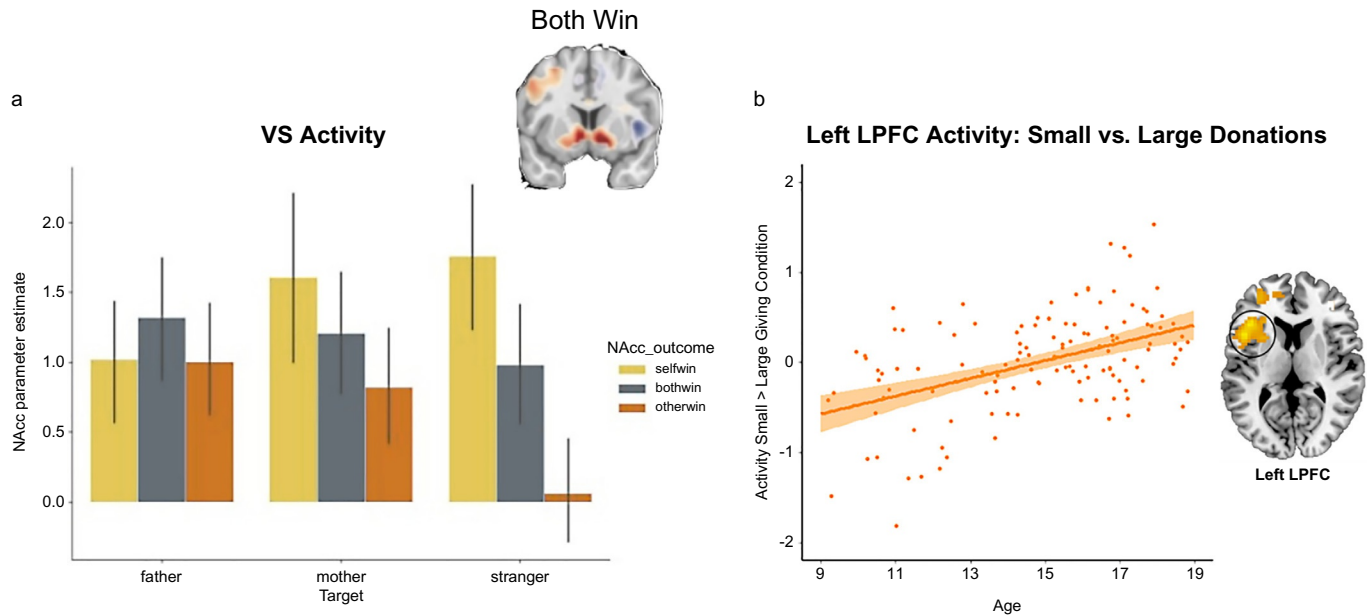 Both Win
a
VS Activity
NAcc parameter estimate
2.0
1.5
1.0
0.5
0.0
father
mother
stranger
Target
NAcc_outcome
selfwin
bothwin
otherwin
b
Left LPFC Activity: Small vs. Large Donations
Activity Small > Large Giving Condition
2
1
0
-1
-2
9
11
13
15
17
19
Age
Left LPFC